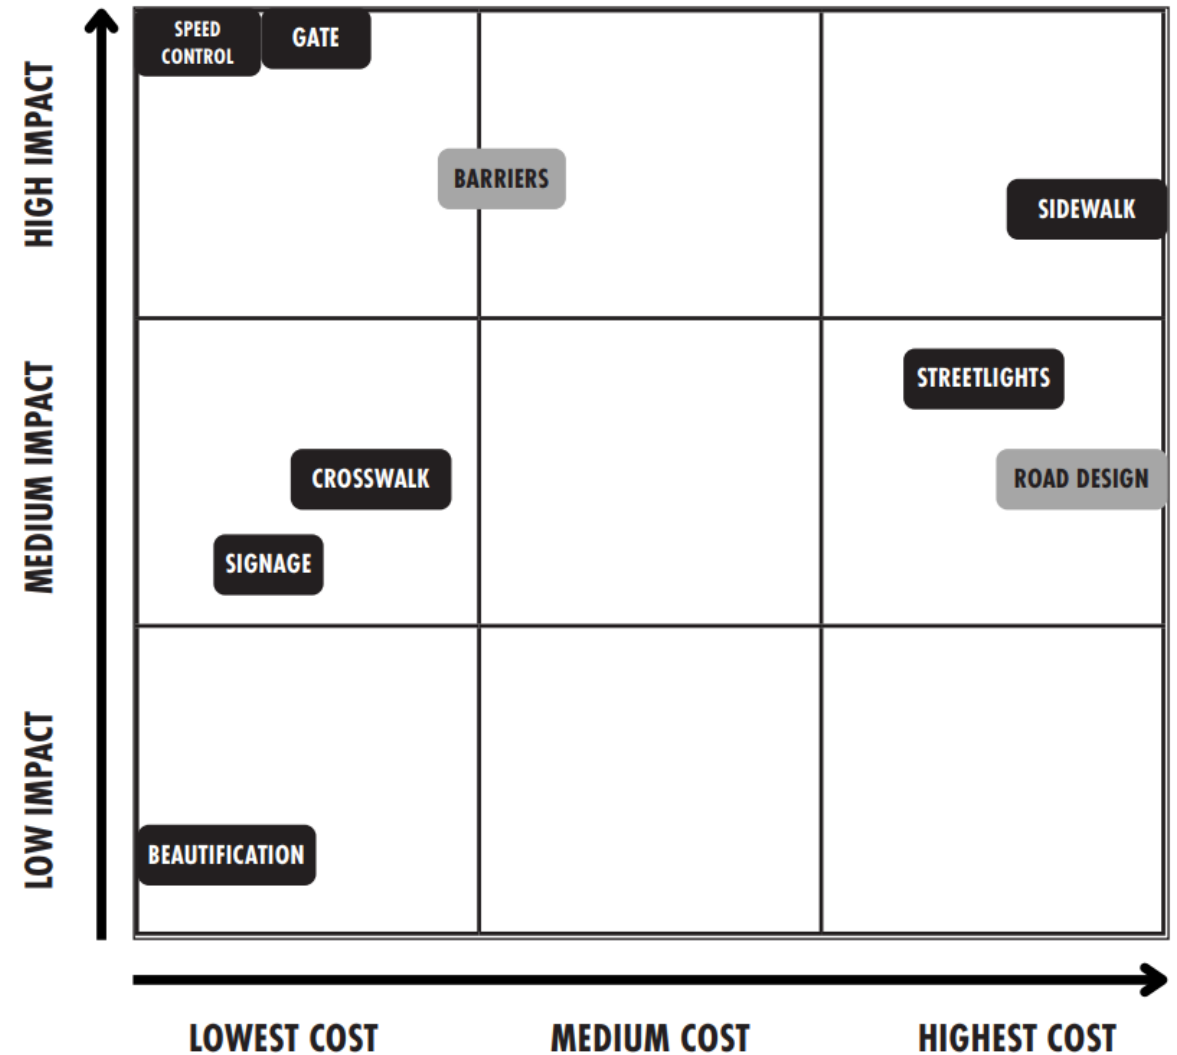 HIGH IMPACT
MEDIUM IMPACT
LOW IMPACT
SPEED
CONTROL
GATE
BARRIERS
SIDEWALK
STREETLIGHTS
CROSSWALK
ROAD DESIGN
SIGNAGE
BEAUTIFICATION
LOWEST COST
MEDIUM COST
HIGHEST COST